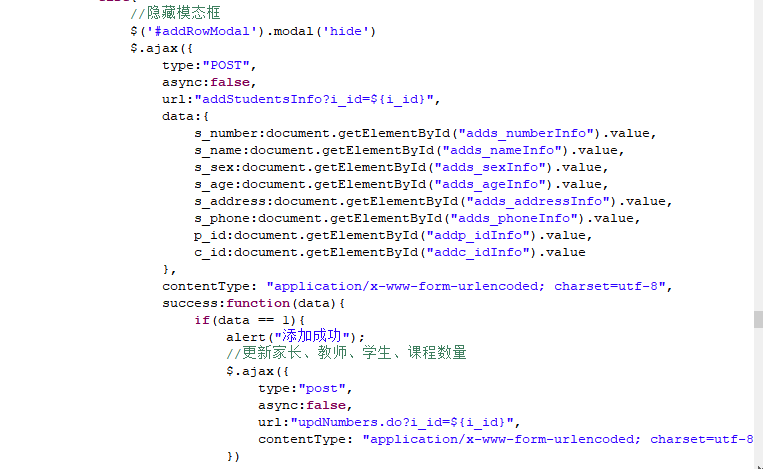 //隐藏模态框
$('#addRowModal').modal('hide')
$.ajax({
type:"POST",
async:false,
url:"addStudentsInfo?i_id=${i_id}",
data:{
s_number:document.getElementById("adds_numberInfo").value,
s_name:document.getElementById("adds_nameInfo").value,
s_sex:document.getElementById("adds_sexInfo").value,
s_age:document.getElementById("adds_ageInfo").value,
s_address:document.getElementById("adds_addressInfo").value,
s_phone:document.getElementById("adds_phoneInfo").value,
p_id:document.getElementById("addp_idInfo").value,
c_id:document.getElementById("addc_idInfo").value
},
contentType: "application/x-www-form-urlencoded; charset=utf-8",
success:function(data){
if(data == 1){
alert("添加成功");
//更新家长、教师、学生、课程数量
$.ajax({
type:"post",
async:false,
url:"updNumbers.do?i_id=${i_id}",
contentType: "application/x-www-form-urlencoded; charset=utf-8
})